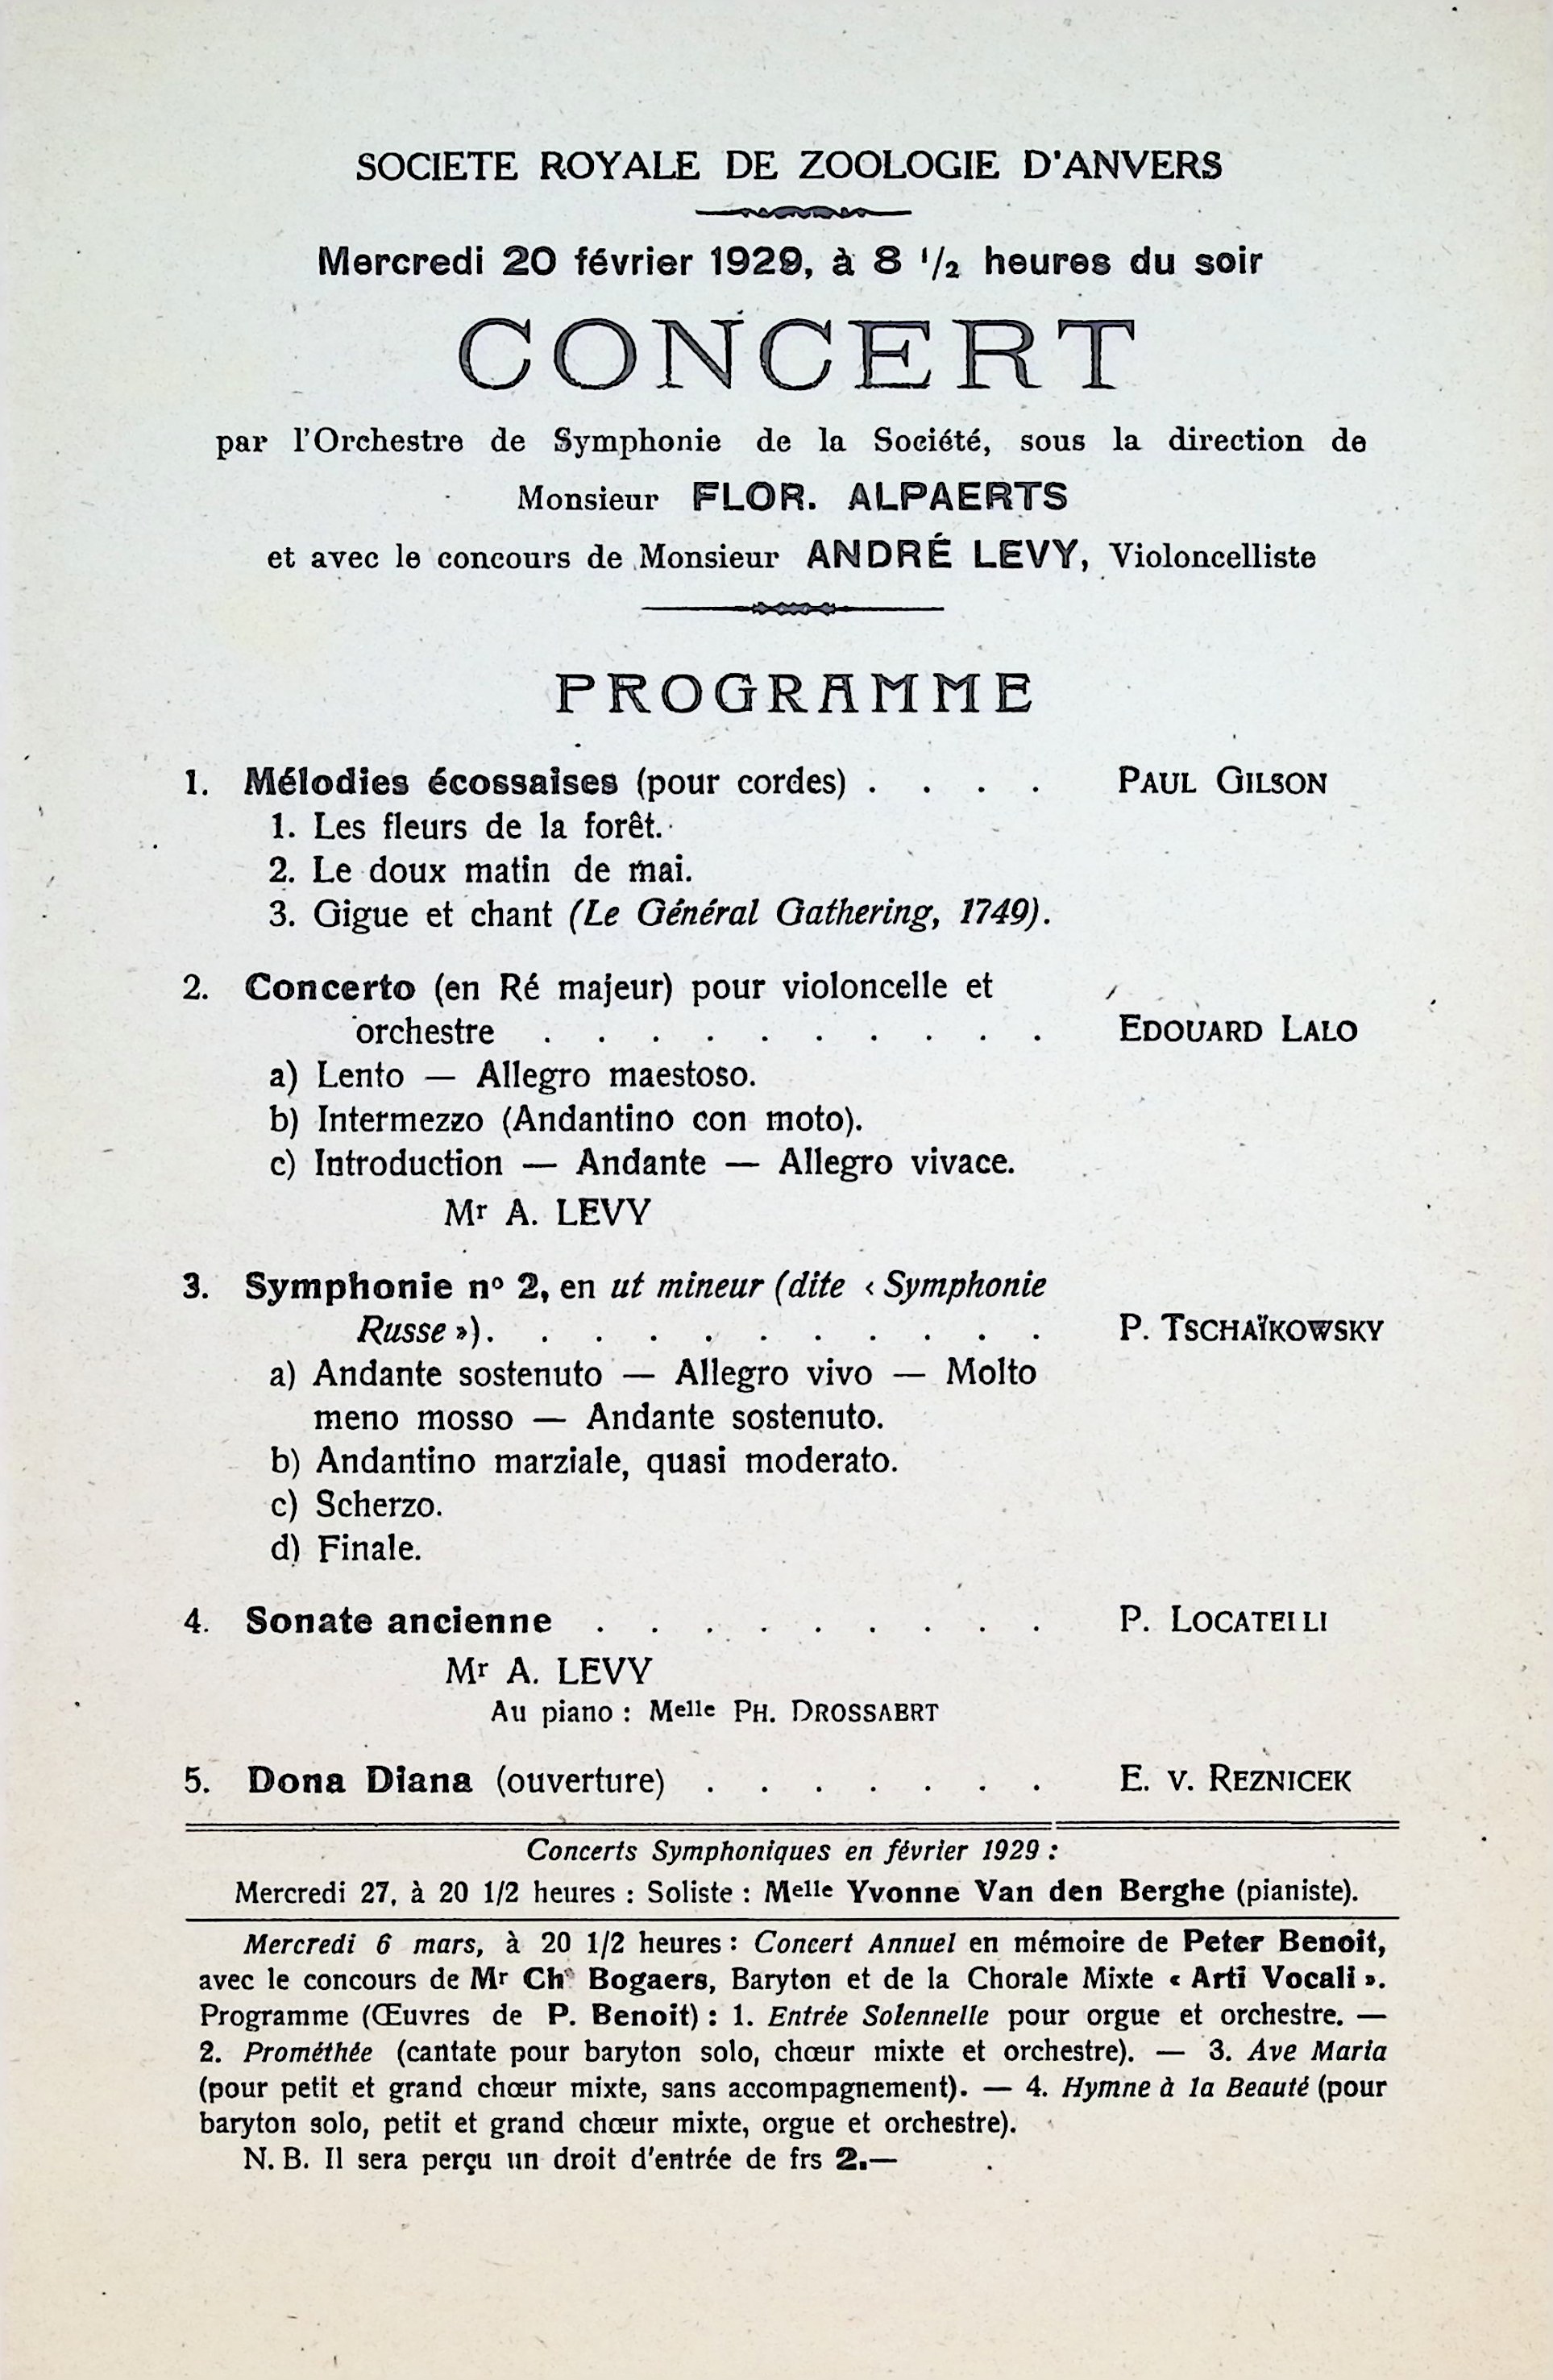 SOCIETE ROYALE DE ZOOLOGIE D'ANVERS
Mercredi 20 février 1929, à 8 1/2 heures du soir
CONCERT
par l'Orchestre de Symphonie de la Société, sous la direction de
Monsieur FLOR. ALPAERTS
et avec le concours de Monsieur ANDRÉ LEVY, Violoncelliste
PROGRAMME
1. Mélodies écossaises (pour cordes) . . . . PAUL GILSON
1. Les fleurs de la forêt.
2. Le doux matin de mai.
3. Gigue et chant (Le Général Gathering, 1749).
2. Concerto (en Ré majeur) pour violoncelle et
orchestre . . . . . . . . . . EDOUARD LALO
a) Lento — Allegro maestoso.
b) Intermezzo (Andantino con moto).
c) Introduction — Andante — Allegro vivace.
Mr A. LEVY
3. Symphonie no 2, en ut mineur (dite ‹ Symphonie
Russe »). . . . . . . . . . . P. TSCHAÏKOWSKY
a) Andante sostenuto — Allegro vivo — Molto
meno mosso — Andante sostenuto.
b) Andantino marziale, quasi moderato.
c) Scherzo.
d) Finale.
4. Sonate ancienne . . . . . . . . . P. LOCATELLI
Mr A. LEVY
Au piano : Melle PH. DROSSAERT
5. Dona Diana (ouverture) . . . . . . . E. V. REZNICEK
Concerts Symphoniques en février 1929 :
Mercredi 27, à 20 1/2 heures : Soliste : Melle Yvonne Van den Berghe (pianiste).
Mercredi 6 mars, à 20 1/2 heures : Concert Annuel en mémoire de Peter Benoit,
avec le concours de Mr Chs Bogaers, Baryton et de la Chorale Mixte « Arti Vocali ».
Programme (Œuvres de P. Benoit) : 1. Entrée Solennelle pour orgue et orchestre. —
2. Prométhée (cantate pour baryton solo, chœur mixte et orchestre). — 3. Ave Maria
(pour petit et grand chœur mixte, sans accompagnement). — 4. Hymne à la Beauté (pour
baryton solo, petit et grand chœur mixte, orgue et orchestre).
N. B. Il sera perçu un droit d'entrée de frs 2.—